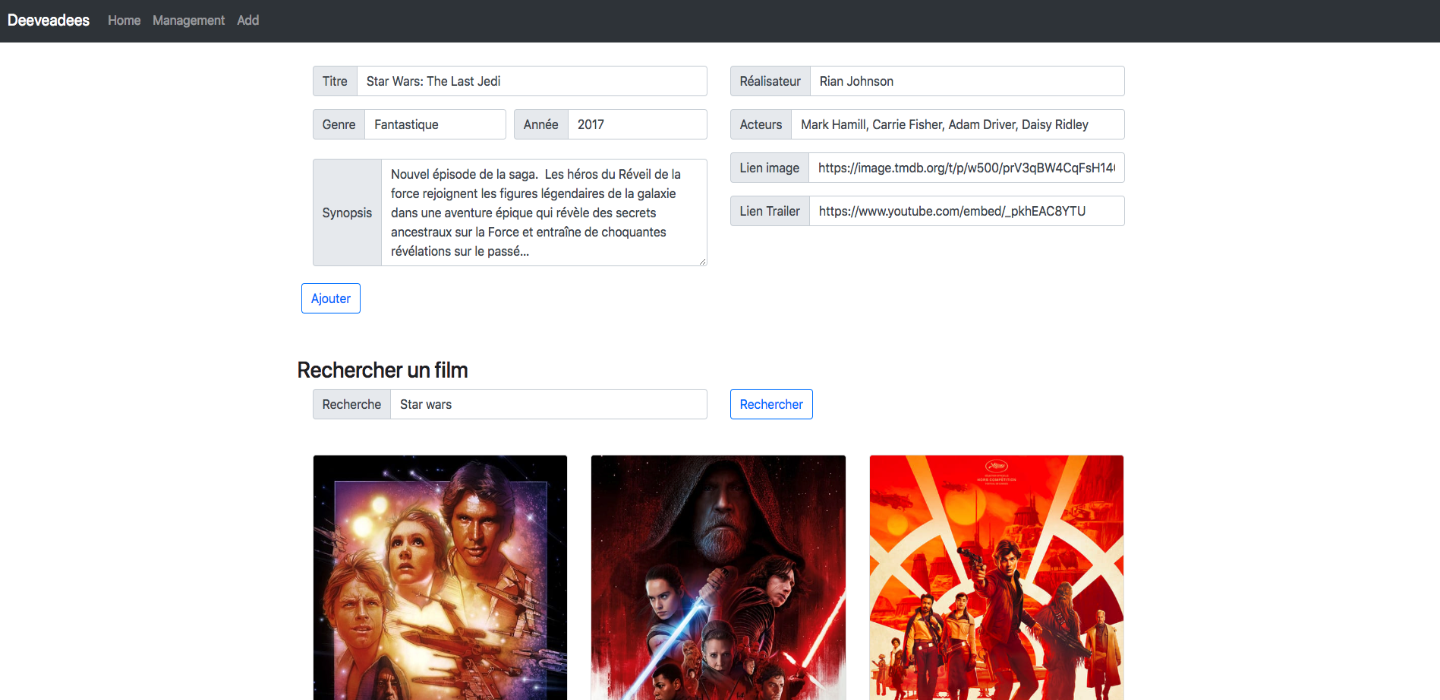 Deeveadees Home Management Add
Titre Star Wars: The Last Jedi
Réalisateur Rian Johnson
Genre Fantastique Année 2017
Acteurs Mark Hamill, Carrie Fisher, Adam Driver, Daisy Ridley
Lien image https://image.tmdb.org/t/p/w500/prV3qBW4CqFsH14
Synopsis
Nouvel épisode de la saga.  Les héros du Réveil de la
force rejoignent les figures légendaires de la galaxie
dans une aventure épique qui révèle des secrets
ancestraux sur la Force et entraîne de choquantes
révélations sur le passé…
Lien Trailer https://www.youtube.com/embed/_pkhEAC8YTU
Ajouter
Rechercher un film
Recherche Star wars
Rechercher